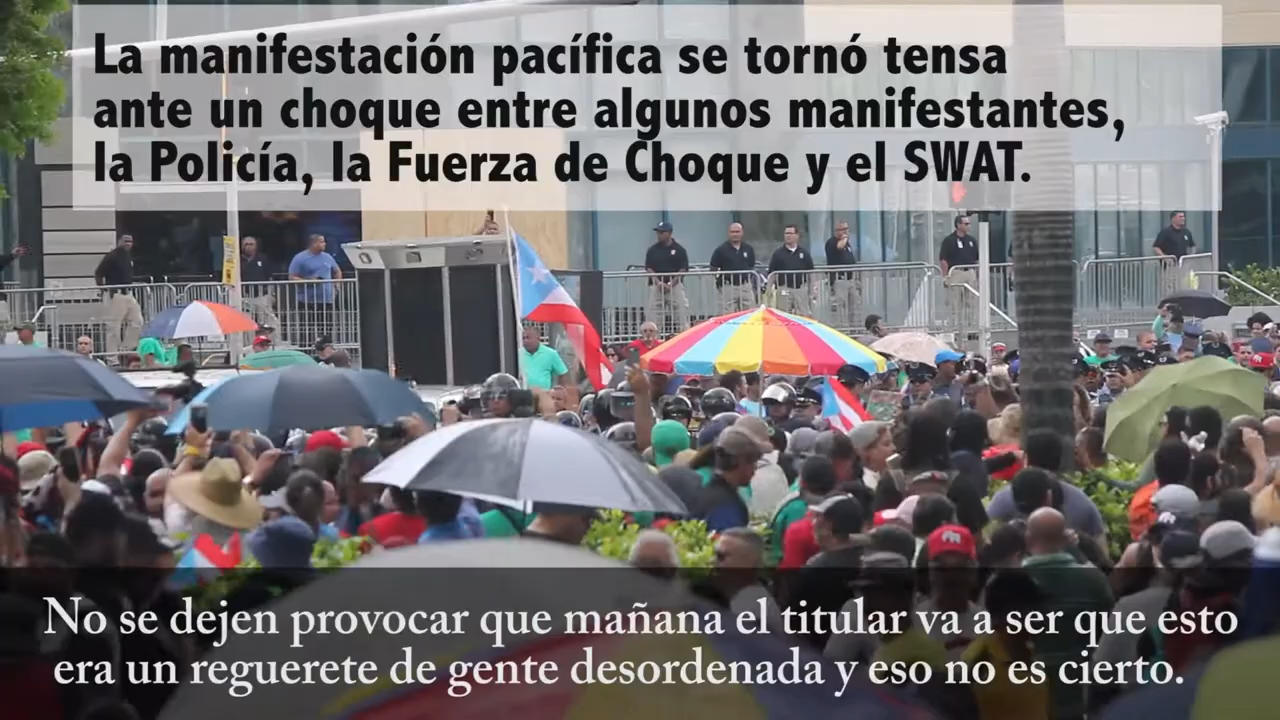 La manifestación pacífica se tornó tensa
ante un choque entre algunos manifestantes,
la Policía, la Fuerza de Choque y el SWAT.
No se dejen provocar que mañana el titular va a ser que esto
era un reguerete de gente desordenada y eso no es cierto.